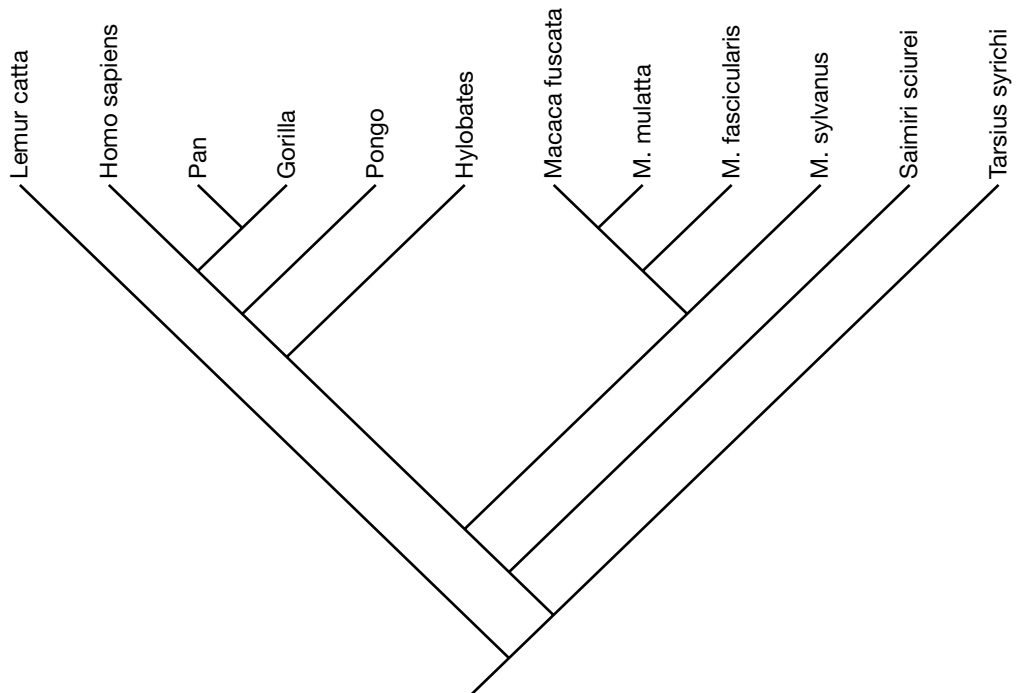 Lemur catta
Homo sapiens
Pan
Gorilla
Pongo
Hylobates
Macaca fuscata
M. mulatta
M. fascicularis
M. sylvanus
Saimiri sciurei
Tarsius syrichi